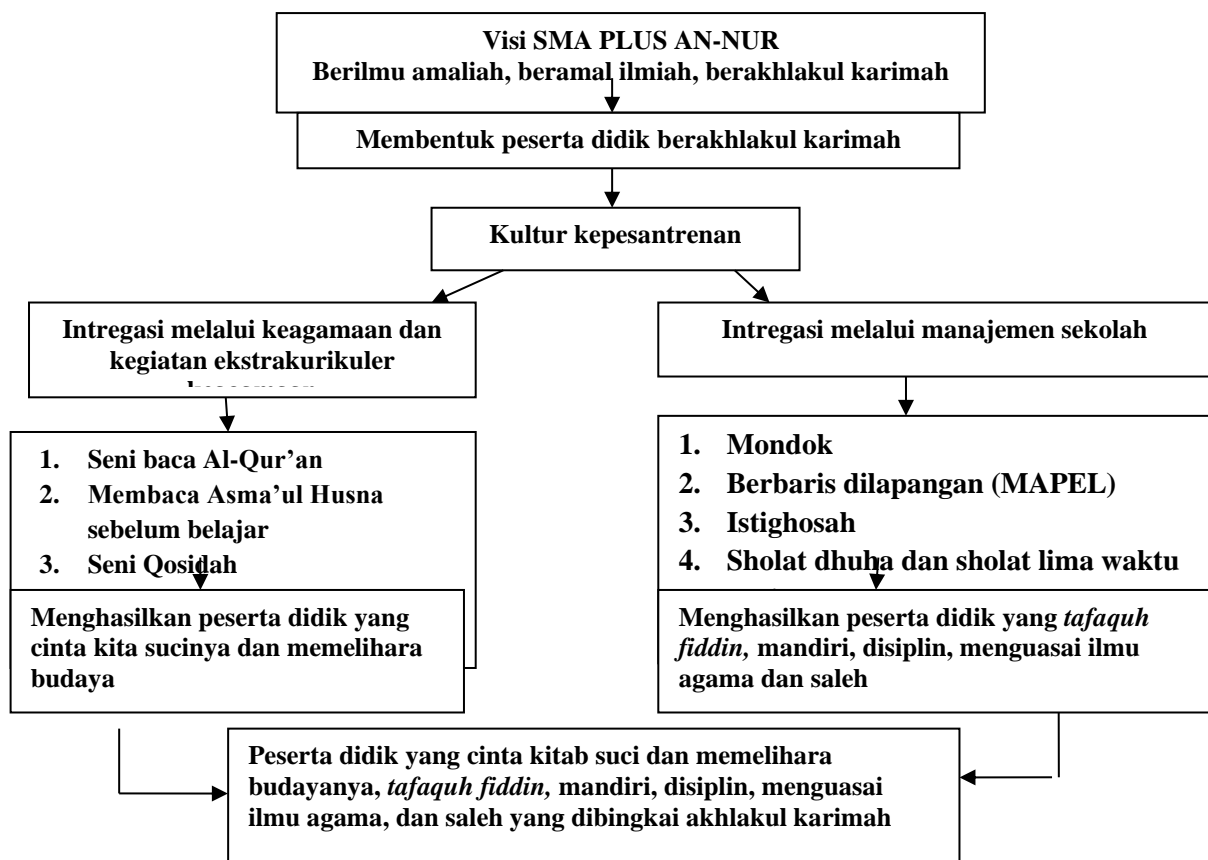 Visi SMA PLUS AN-NUR
Berilmu amaliah, beramal ilmiah, berakhlakul karimah
Membentuk peserta didik berakhlakul karimah
Kultur kepesantrenan
Intregasi melalui keagamaan dan
kegiatan ekstrakurikuler
Intregasi melalui manajemen sekolah
1. Seni baca Al-Qur’an
2. Membaca Asma’ul Husna
sebelum belajar
3. Seni Qosidah
1. Mondok
2. Berbaris dilapangan (MAPEL)
3. Istighosah
4. Sholat dhuha dan sholat lima waktu
Menghasilkan peserta didik yang
cinta kita sucinya dan memelihara
budaya
Menghasilkan peserta didik yang tafaquh
fiddin, mandiri, disiplin, menguasai ilmu
agama dan saleh
Peserta didik yang cinta kitab suci dan memelihara
budayanya, tafaquh fiddin, mandiri, disiplin, menguasai
ilmu agama, dan saleh yang dibingkai akhlakul karimah